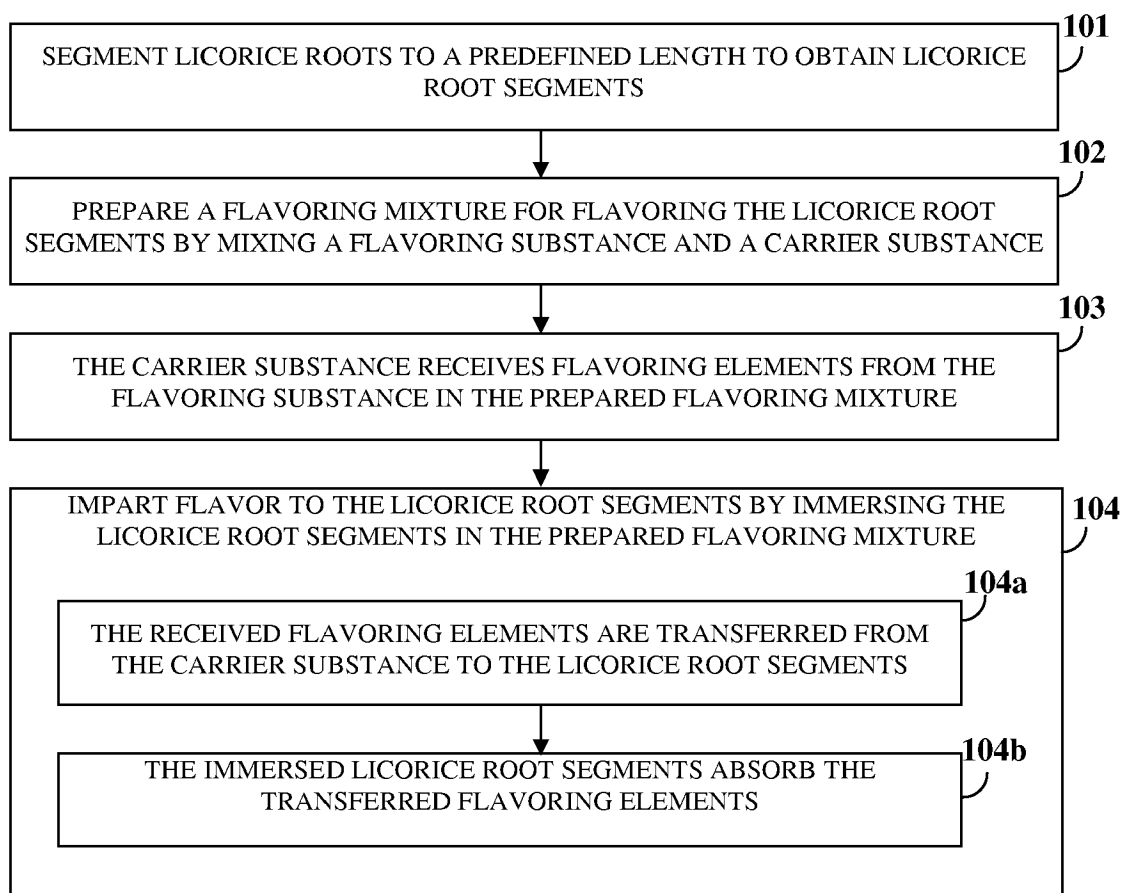 101
SEGMENT LICORICE ROOTS TO A PREDEFINED LENGTH TO OBTAIN LICORICE
ROOT SEGMENTS
102
PREPARE A FLAVORING MIXTURE FOR FLAVORING THE LICORICE ROOT
SEGMENTS BY MIXING A FLAVORING SUBSTANCE AND A CARRIER SUBSTANCE
103
THE CARRIER SUBSTANCE RECEIVES FLAVORING ELEMENTS FROM THE
FLAVORING SUBSTANCE IN THE PREPARED FLAVORING MIXTURE
104
IMPART FLAVOR TO THE LICORICE ROOT SEGMENTS BY IMMERSING THE
LICORICE ROOT SEGMENTS IN THE PREPARED FLAVORING MIXTURE
104a
THE RECEIVED FLAVORING ELEMENTS ARE TRANSFERRED FROM
THE CARRIER SUBSTANCE TO THE LICORICE ROOT SEGMENTS
104b
THE IMMERSED LICORICE ROOT SEGMENTS ABSORB THE
TRANSFERRED FLAVORING ELEMENTS